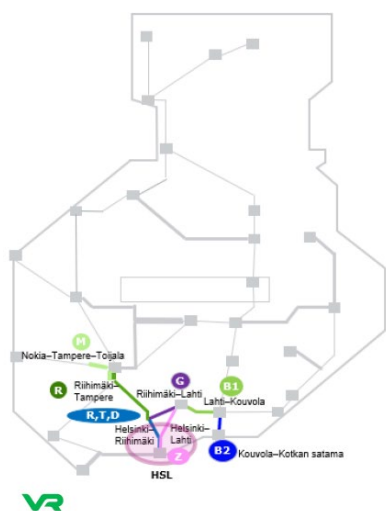 M
Nokia–Tampere–Toijala
R
Riihimäki–
Tampere
G
Riihimäki–Lahti
B1
Lahti–Kouvola
R,T,D
Helsinki–
Riihimäki
Helsinki–
Lahti
Z
B2
Kouvola–Kotkan satama
HSL
VR